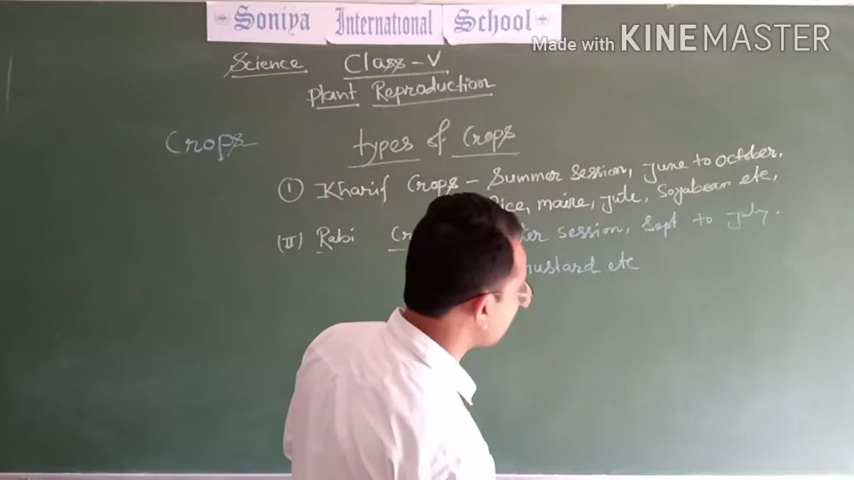 Soniya International School
Made with KINEMASTER
Science Class - V
Plant Reproduction
Crops types of Crops
(I) Kharif Crops - Summer Session, June to october.
Rice, maize, jute, Soyabean etc,
(II) Rabi session, Sept to july.
mustard etc